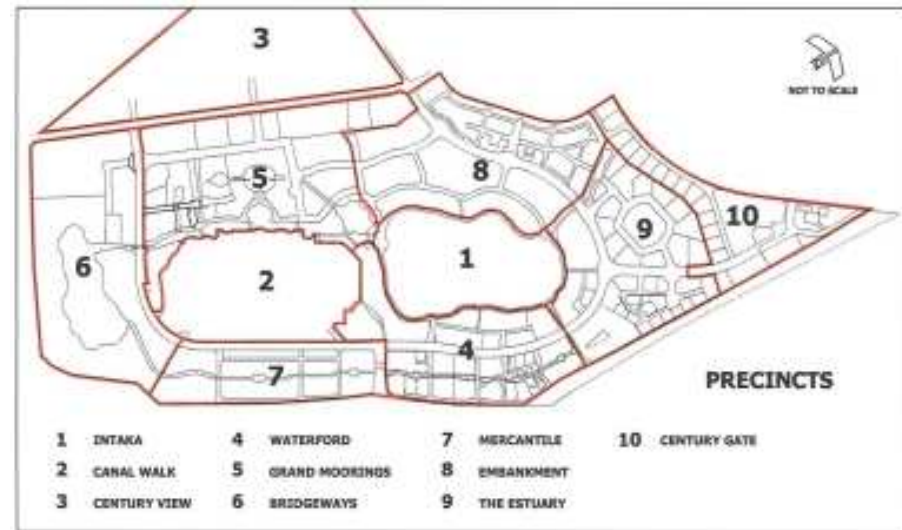 3
NOT TO SCALE
8
5
10
9
1
6
2
4
7
PRECINCTS
1 INTAKA 4 WATERFORD 7 MERCANTILE 10 CENTURY GATE
2 CANAL WALK 5 GRAND MOORINGS 8 EMBANKMENT
3 CENTURY VIEW 6 BRIDGEWAYS 9 THE ESTUARY